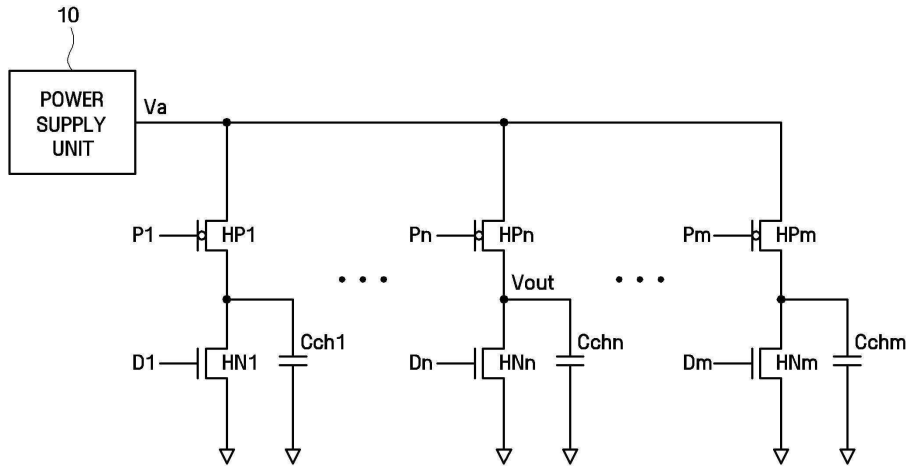 10
POWER
SUPPLY
UNIT
Va
P1 HP1 Pn HPn Pm HPm
Vout
Cch1 Cchn Cchm
D1 HN1 Dn HNn Dm HNm